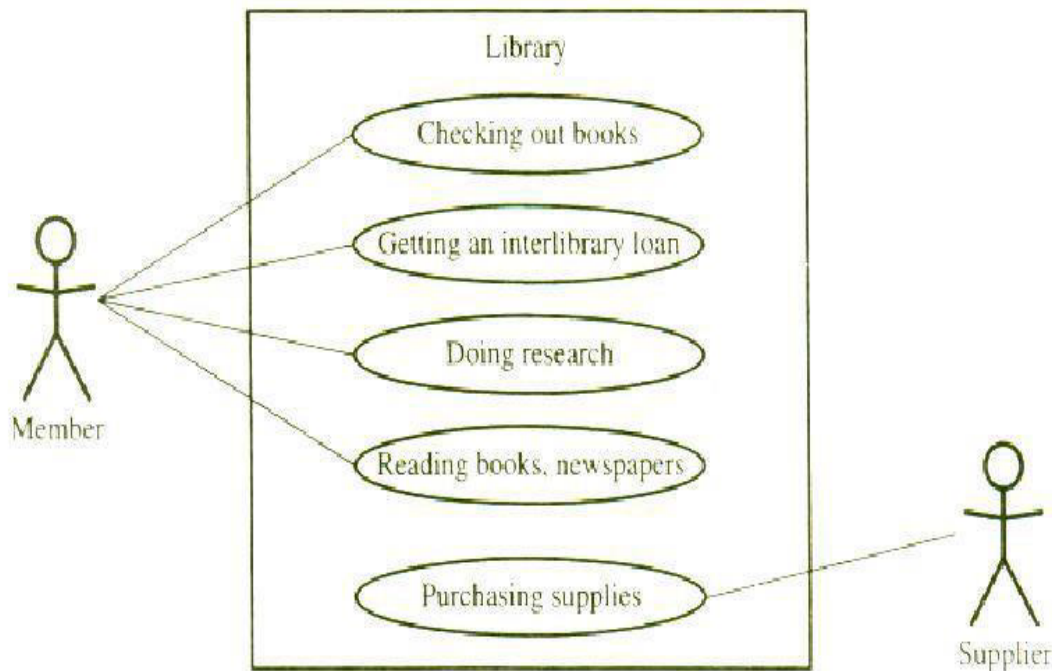 Library
Checking out books
Getting an interlibrary loan
Doing research
Member
Reading books, newspapers
Purchasing supplies
Supplier